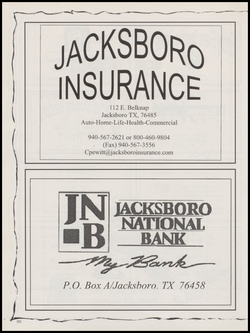 JACKSBORO
INSURANCE
112 E. Belknap
Jacksboro TX, 76485
Auto-Home-Life-Health-Commercial
940-567-2621 or 800-460-9804
(Fax) 940-567-3556
Cpewitt@jacksboroinsurance.com
JN
B
JACKSBORO
NATIONAL
BANK
My Bank
P.O. Box A/Jacksboro, TX 76458